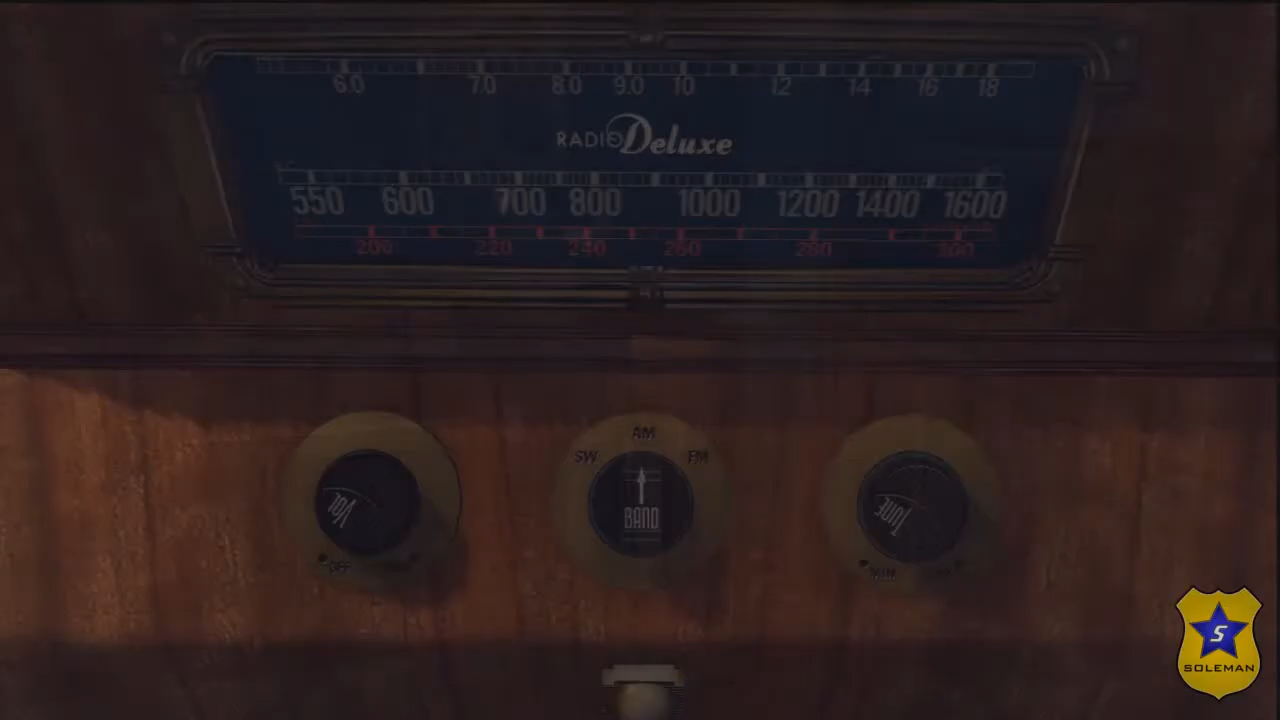 6.0 7.0 8.0 9.0 10 12 14 16 18
RADIO Deluxe
550 600 700 800 1000 1200 1400 1600
200 220 240 260 280 300
AM
SW FM
VOL BAND TUNE
OFF MIN
S
SOLEMAN